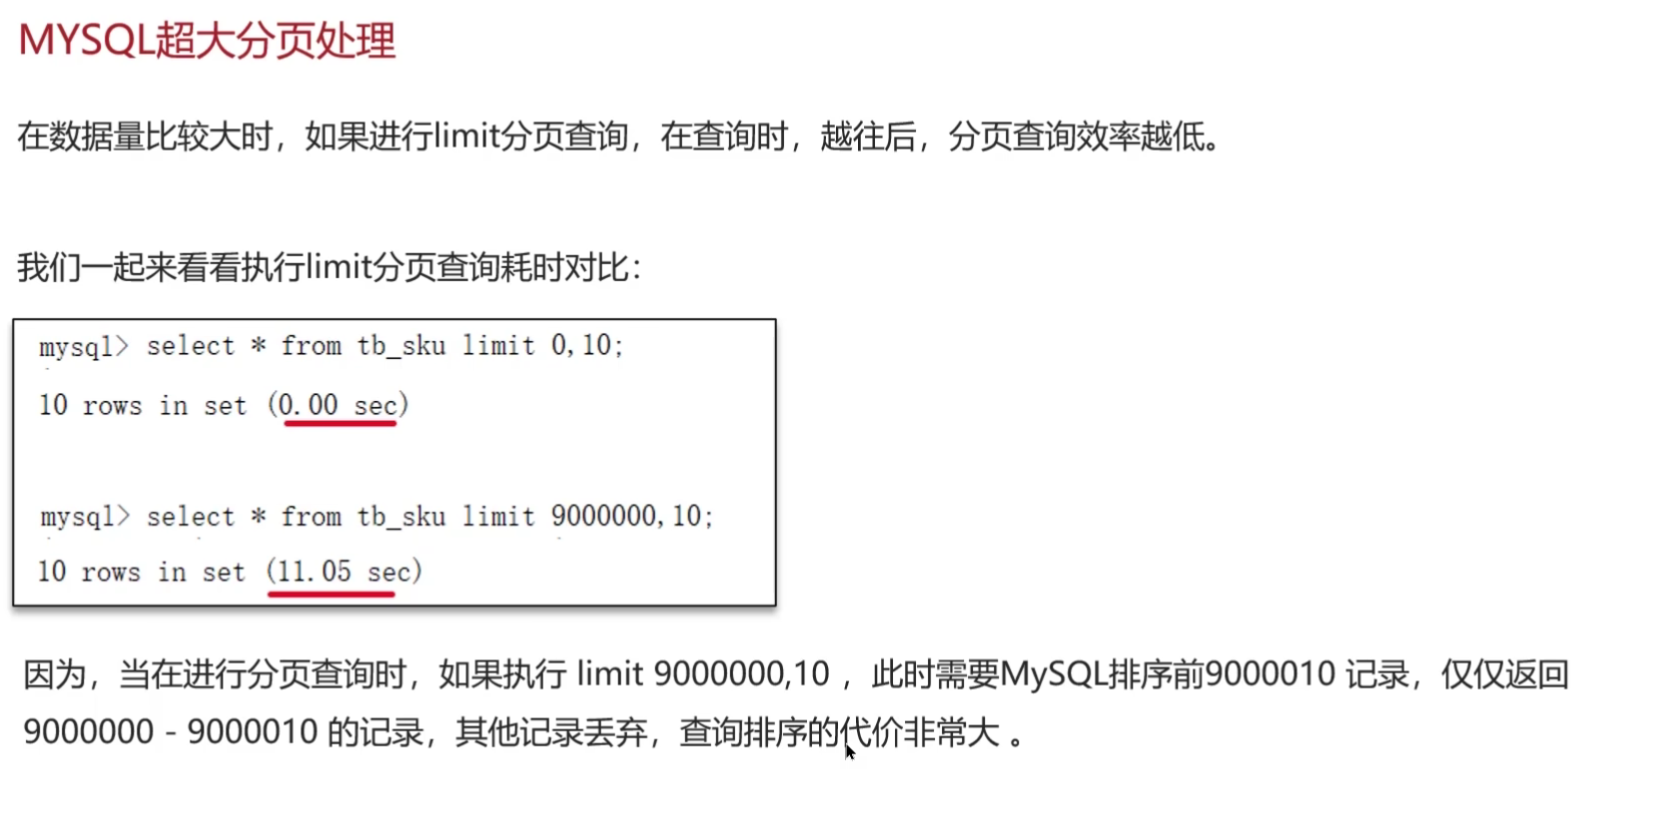 MYSQL超大分页处理
在数据量比较大时，如果进行limit分页查询，在查询时，越往后，分页查询效率越低。
我们一起来看看执行limit分页查询耗时对比：
mysql> select * from tb_sku limit 0,10;
10 rows in set (0.00 sec)
mysql> select * from tb_sku limit 9000000,10;
10 rows in set (11.05 sec)
因为，当在进行分页查询时，如果执行 limit 9000000,10 ，此时需要MySQL排序前9000010 记录，仅仅返回
9000000 - 9000010 的记录，其他记录丢弃，查询排序的代价非常大 。